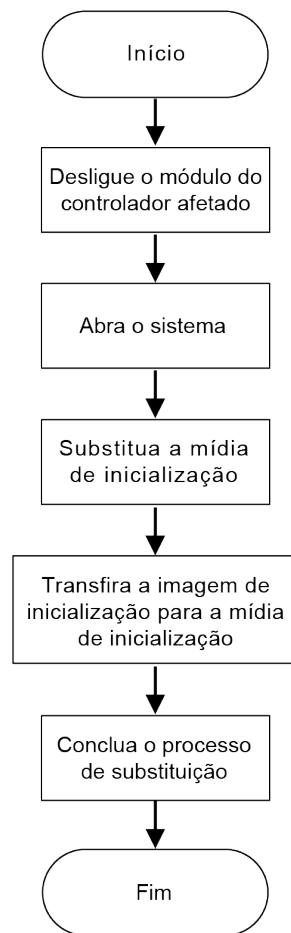 Início
Desligue o módulo do
controlador afetado
Abra o sistema
Substitua a mídia
de inicialização
Transfira a imagem de
inicialização para a mídia
de inicialização
Conclua o processo
de substituição
Fim